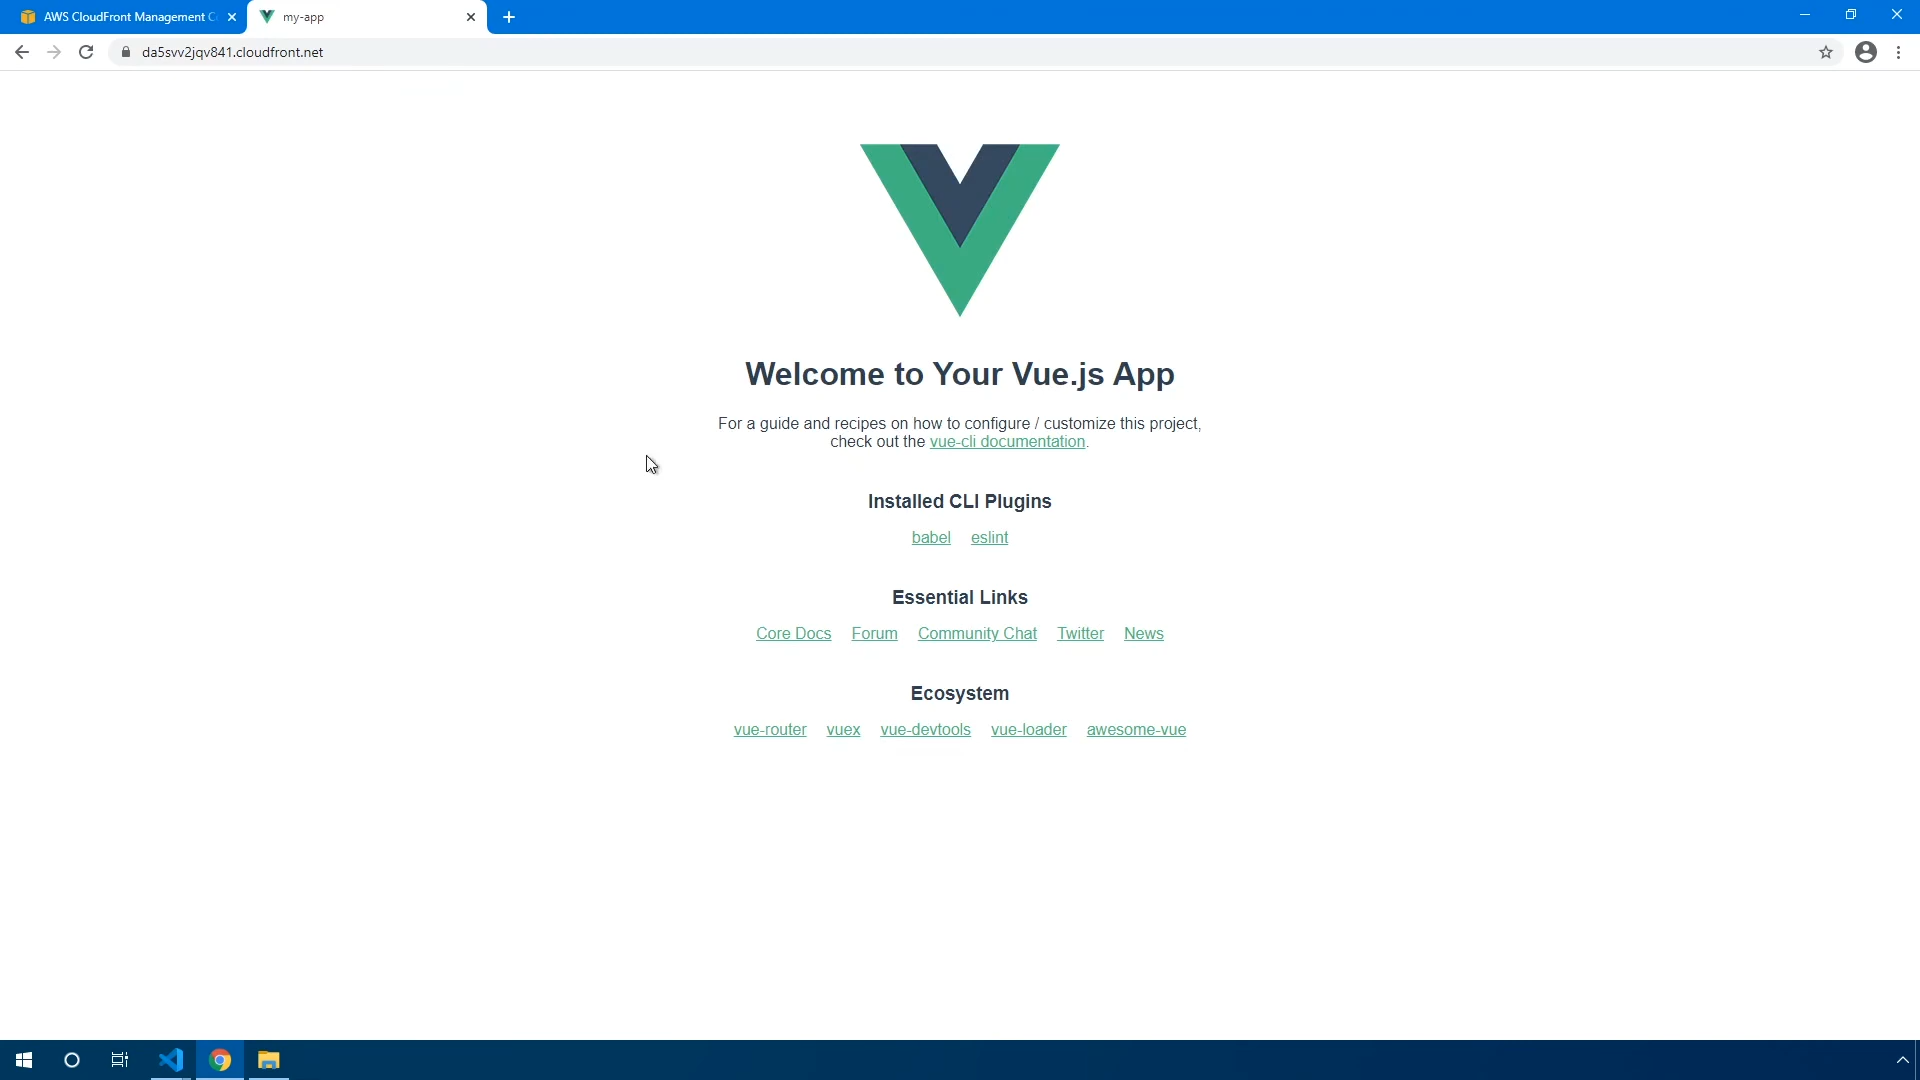 AWS CloudFront Management C
my-app
da5svv2jqv841.cloudfront.net
Welcome to Your Vue.js App
For a guide and recipes on how to configure / customize this project,
check out the vue-cli documentation.
Installed CLI Plugins
babel eslint
Essential Links
Core Docs Forum Community Chat Twitter News
Ecosystem
vue-router vuex vue-devtools vue-loader awesome-vue